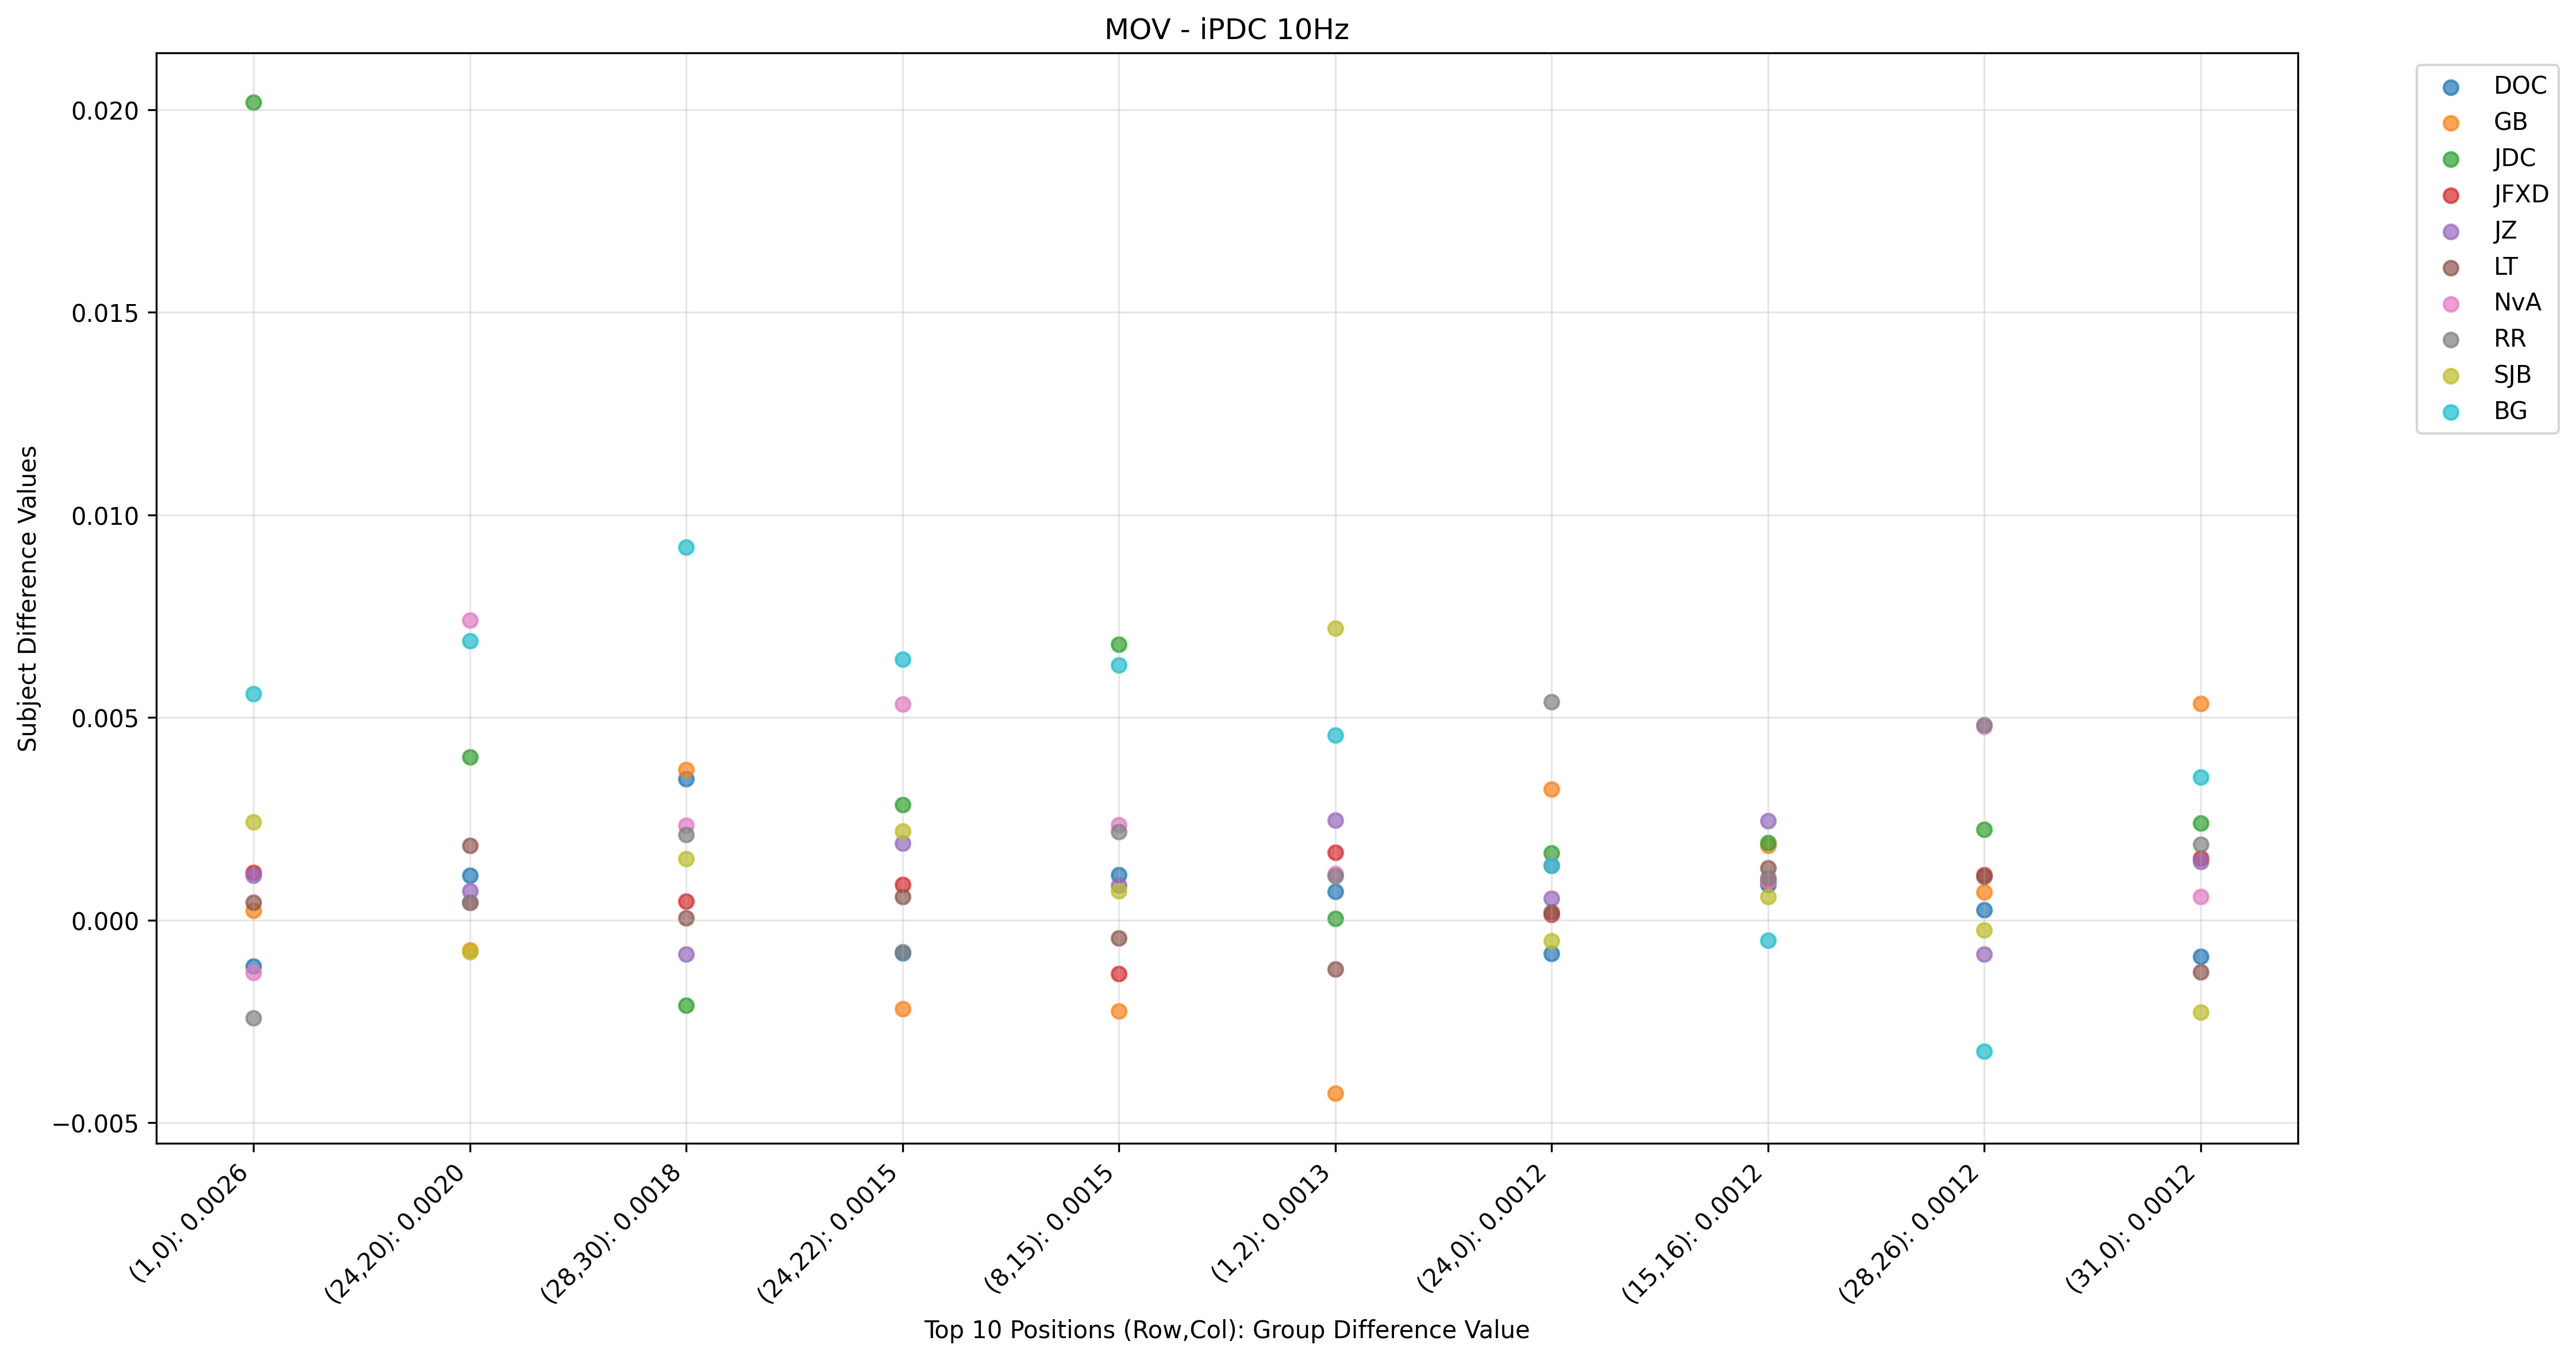 MOV - iPDC 10Hz
Subject Difference Values
0.020
0.015
0.010
0.005
0.000
−0.005
(1,0): 0.0026
(24,20): 0.0020
(28,30): 0.0018
(24,22): 0.0015
(8,15): 0.0015
(1,2): 0.0013
(24,0): 0.0012
(15,16): 0.0012
(28,26): 0.0012
(31,0): 0.0012
Top 10 Positions (Row,Col): Group Difference Value
DOC
GB
JDC
JFXD
JZ
LT
NvA
RR
SJB
BG